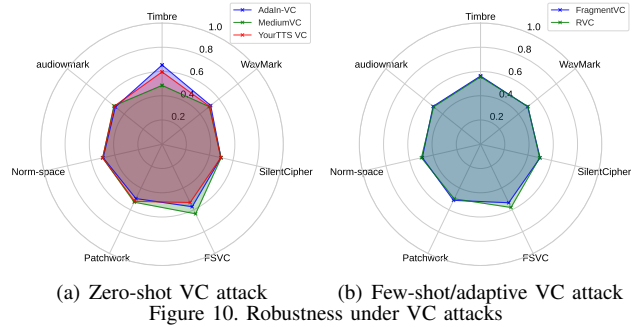 AdaIn-VC
MediumVC
YourTTS VC
Timbre
1.0
0.8
0.6
0.4
0.2
WavMark
SilentCipher
FSVC
Patchwork
Norm-space
audiowmark
FragmentVC
RVC
Timbre
1.0
0.8
0.6
0.4
0.2
WavMark
SilentCipher
FSVC
Patchwork
Norm-space
audiowmark
(a) Zero-shot VC attack
(b) Few-shot/adaptive VC attack
Figure 10. Robustness under VC attacks